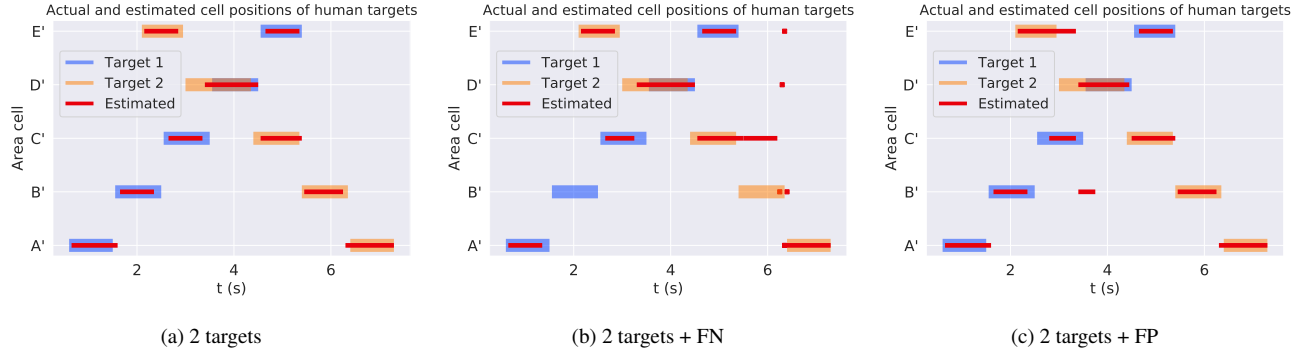 Actual and estimated cell positions of human targets
E'
D'
C'
B'
A'
Area cell
Target 1
Target 2
Estimated
2
4
6
t (s)
(a) 2 targets
Actual and estimated cell positions of human targets
E'
D'
C'
B'
A'
Area cell
Target 1
Target 2
Estimated
2
4
6
t (s)
(b) 2 targets + FN
Actual and estimated cell positions of human targets
E'
D'
C'
B'
A'
Area cell
Target 1
Target 2
Estimated
2
4
6
t (s)
(c) 2 targets + FP